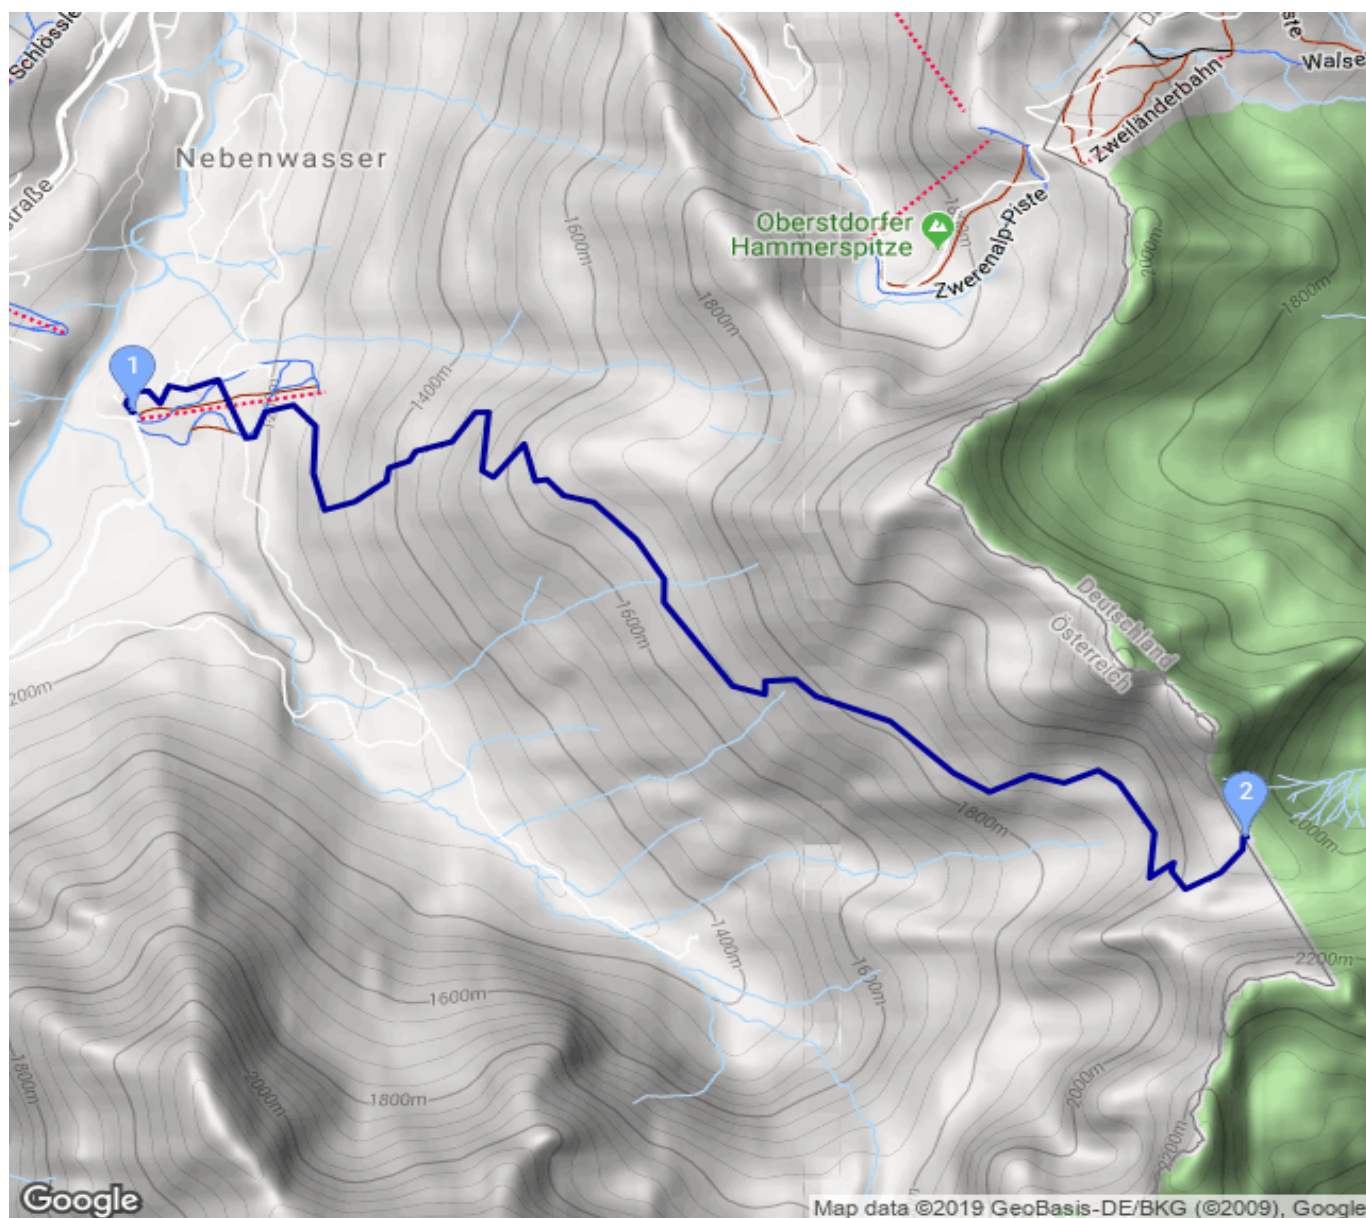 Schlössle
straße
Nebenwasser
D
ste
Walse
Zweiländerbahn
Oberstdorfer
Hammerspitze
Zwerenalp-Piste
1600m
2000m
1800m
1800m
1
1400m
1600m
Deutschland
Österreich
200m
1800m
2
2000m
1400m
1600m
2200m
1600m
1800m
2000m
1800m
2000m
2200m
Google
Map data ©2019 GeoBasis-DE/BKG (©2009), Google